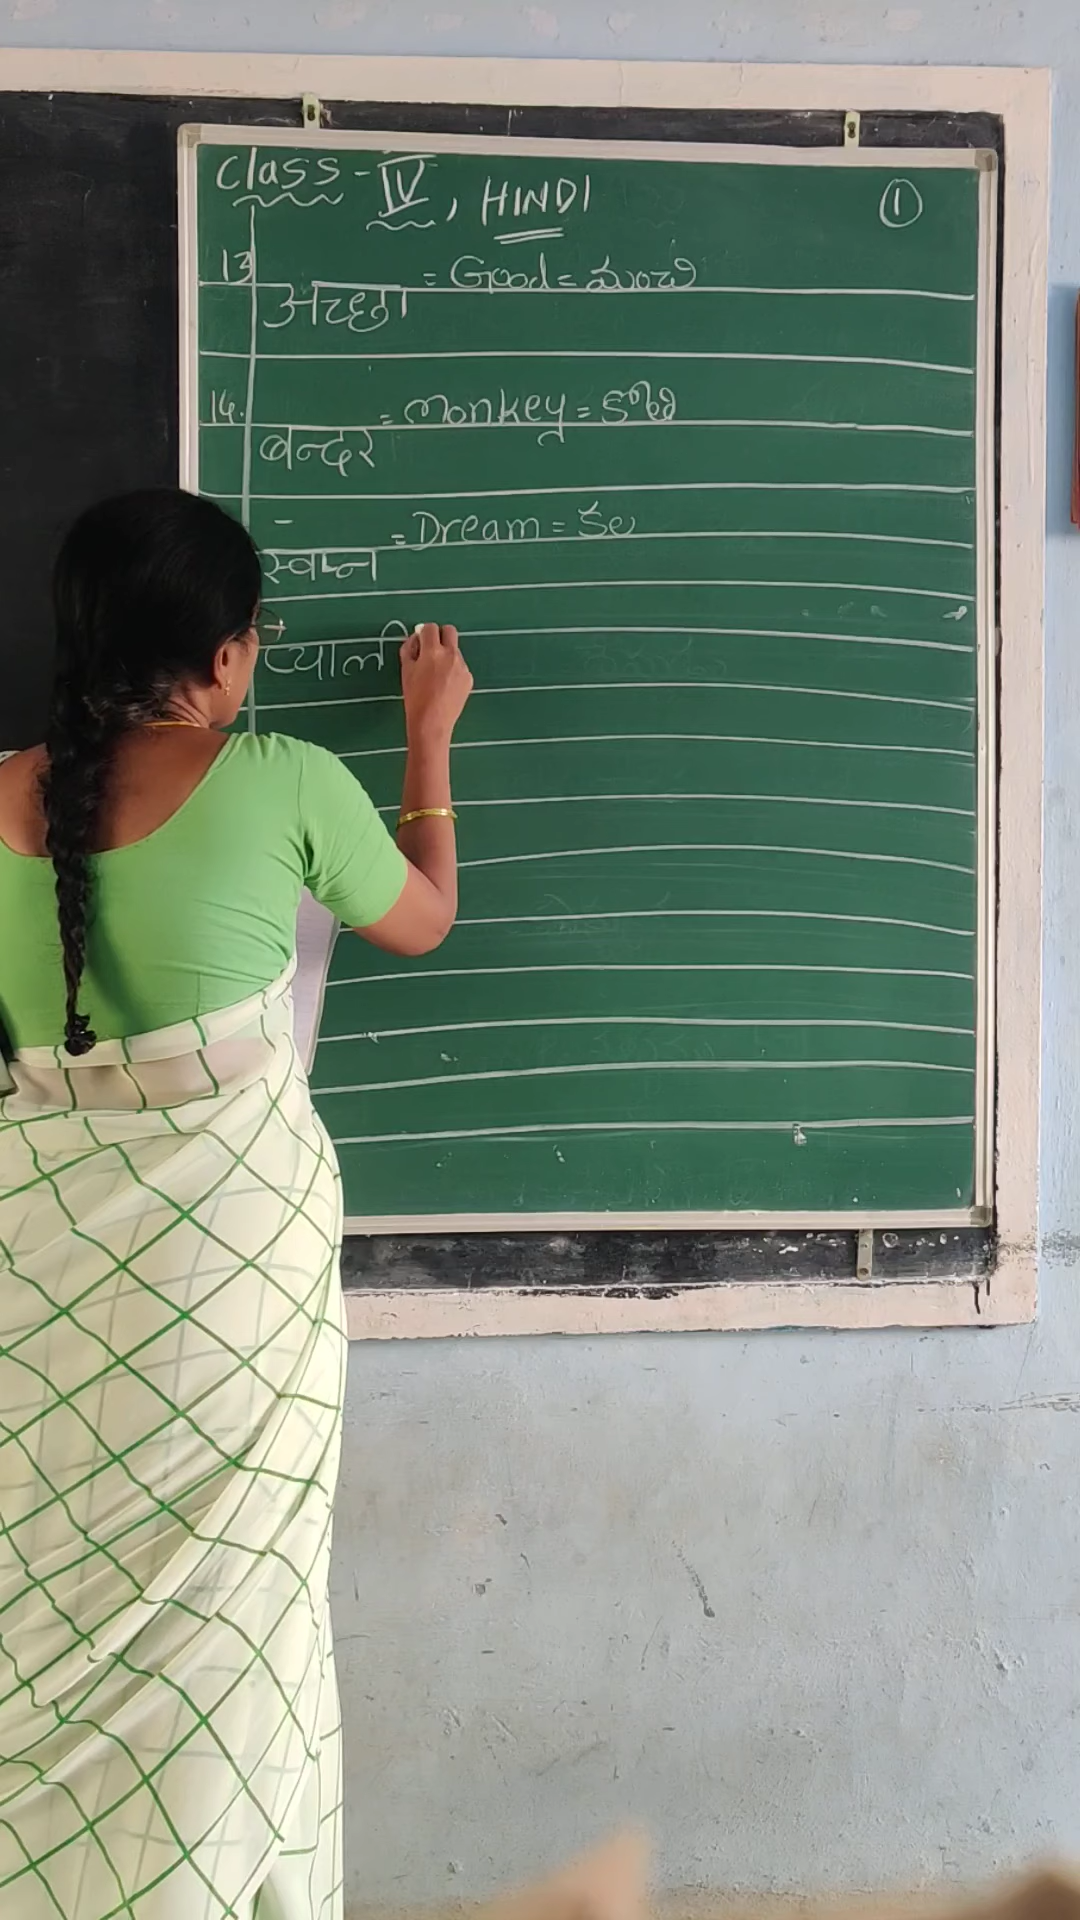 Class - IV, HINDI ①
13 अच्छा = Good = మంచి
14. बन्दर = monkey = కోతి
स्वप्न = Dream = కల
प्याली